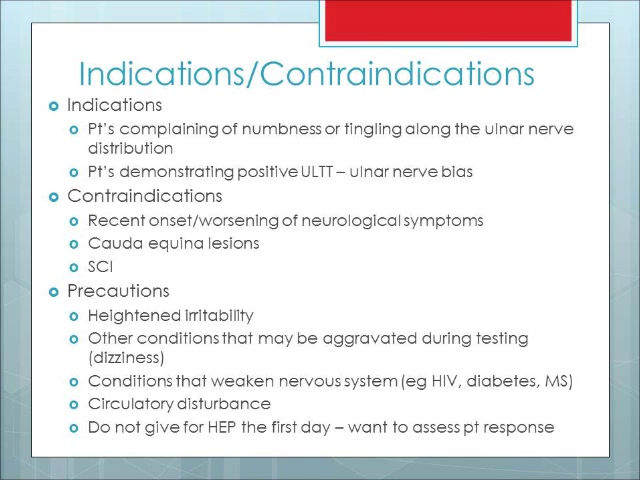 Indications/Contraindications
Indications
Pt's complaining of numbness or tingling along the ulnar nerve
distribution
Pt's demonstrating positive ULTT – ulnar nerve bias
Contraindications
Recent onset/worsening of neurological symptoms
Cauda equina lesions
SCI
Precautions
Heightened irritability
Other conditions that may be aggravated during testing
(dizziness)
Conditions that weaken nervous system (eg HIV, diabetes, MS)
Circulatory disturbance
Do not give for HEP the first day – want to assess pt response